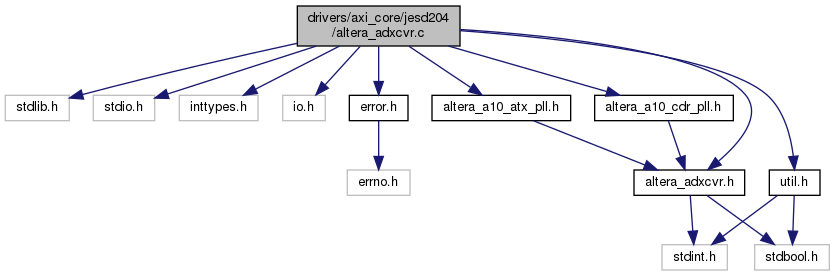 drivers/axi_core/jesd204
/altera_adxcvr.c
stdlib.h
stdio.h
inttypes.h
io.h
error.h
altera_a10_atx_pll.h
altera_a10_cdr_pll.h
errno.h
altera_adxcvr.h
util.h
stdint.h
stdbool.h